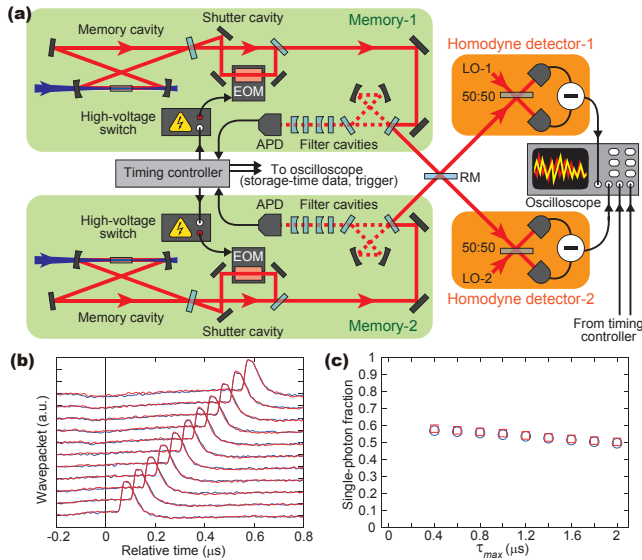 (a)
Memory-1
Memory cavity
Shutter cavity
EOM
High-voltage
switch
APD
Filter cavities
Timing controller
To oscilloscope
(storage-time data, trigger)
High-voltage
switch
APD
Filter cavities
EOM
Memory cavity
Shutter cavity
Memory-2
RM
Homodyne detector-1
LO-1
50:50
Oscilloscope
50:50
LO-2
Homodyne detector-2
From timing
controller
(b)
Wavepacket (a.u.)
-0.2 0 0.2 0.4 0.6 0.8
Relative time (μs)
(c)
Single-photon fraction
1
0.9
0.8
0.7
0.6
0.5
0.4
0.3
0.2
0.1
0
0 0.4 0.8 1.2 1.6 2
τmax (μs)